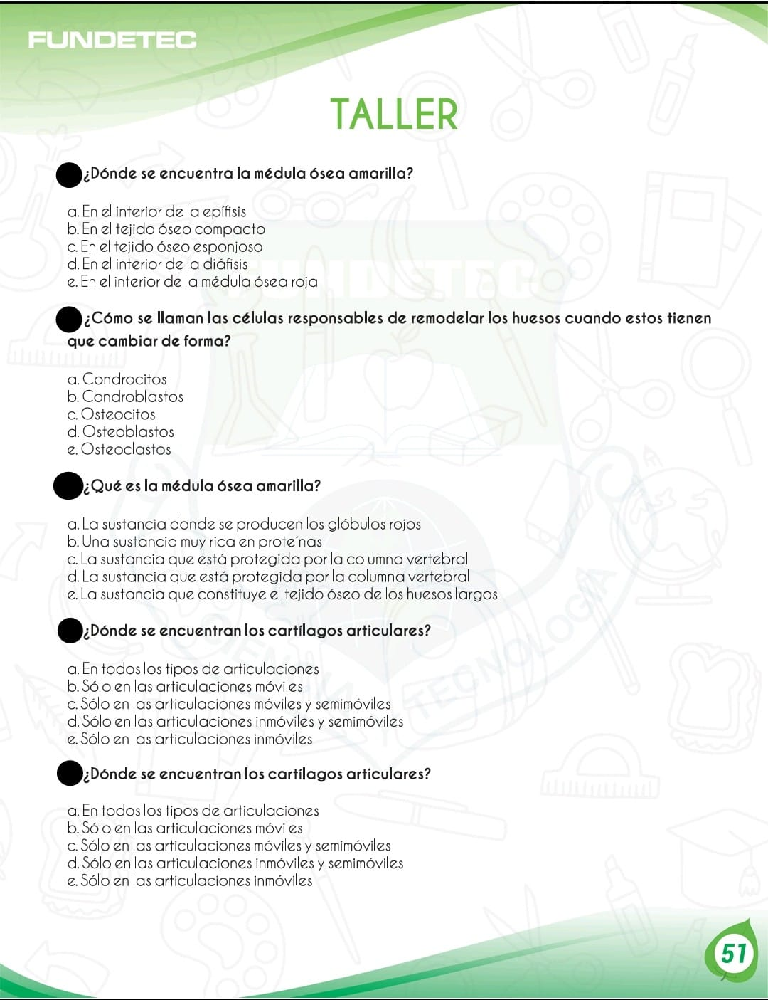 FUNDETEC
TALLER
¿Dónde se encuentra la médula ósea amarilla?
a. En el interior de la epífisis
b. En el tejido óseo compacto
c. En el tejido óseo esponjoso
d. En el interior de la diáfisis
e. En el interior de la médula ósea roja
¿Cómo se llaman las células responsables de remodelar los huesos cuando estos tienen
que cambiar de forma?
a. Condrocitos
b. Condroblastos
c. Osteocitos
d. Osteoblastos
e. Osteoclastos
¿Qué es la médula ósea amarilla?
a. La sustancia donde se producen los glóbulos rojos
b. Una sustancia muy rica en proteínas
c. La sustancia que está protegida por la columna vertebral
d. La sustancia que está protegida por la columna vertebral
e. La sustancia que constituye el tejido óseo de los huesos largos
¿Dónde se encuentran los cartílagos articulares?
a. En todos los tipos de articulaciones
b. Sólo en las articulaciones móviles
c. Sólo en las articulaciones móviles y semimóviles
d. Sólo en las articulaciones inmóviles y semimóviles
e. Sólo en las articulaciones inmóviles
¿Dónde se encuentran los cartílagos articulares?
a. En todos los tipos de articulaciones
b. Sólo en las articulaciones móviles
c. Sólo en las articulaciones móviles y semimóviles
d. Sólo en las articulaciones inmóviles y semimóviles
e. Sólo en las articulaciones inmóviles
51
FUNDETEC
CIENCIA Y TECNOLOGIA